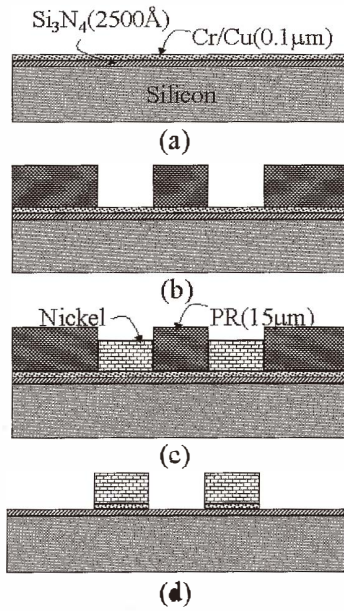 Si₃N₄(2500Å)
Cr/Cu(0.1μm)
Silicon
(a)
(b)
Nickel
PR(15μm)
(c)
(d)